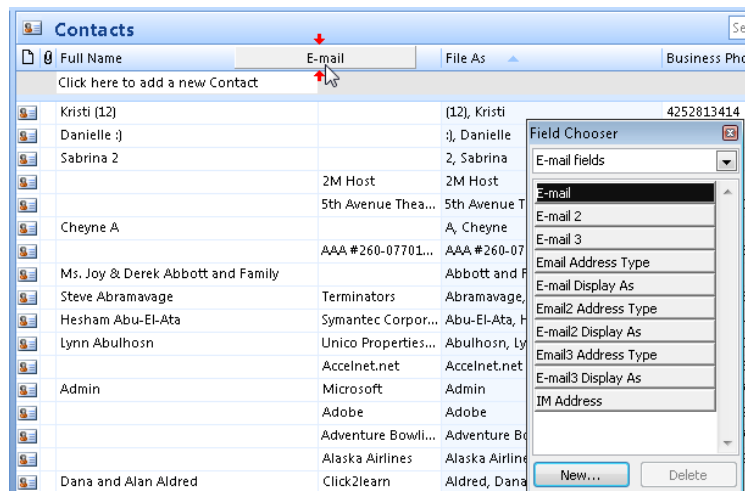 Contacts
Se
Full Name E-mail File As Business Pho
Click here to add a new Contact
Kristi (12) (12), Kristi 4252813414
Danielle :) :), Danielle
Sabrina 2 2, Sabrina
2M Host 2M Host
5th Avenue Thea... 5th Avenue T
Cheyne A A, Cheyne
AAA #260-07701... AAA #260-07
Ms. Joy & Derek Abbott and Family Abbott and F
Steve Abramavage Terminators Abramavage,
Hesham Abu-El-Ata Symantec Corpor... Abu-El-Ata, H
Lynn Abulhosn Unico Properties... Abulhosn, Ly
Accelnet.net Accelnet.net
Admin Microsoft Admin
Adobe Adobe
Adventure Bowli... Adventure Bo
Alaska Airlines Alaska Airline
Dana and Alan Aldred Click2learn Aldred, Dana
Field Chooser
E-mail fields
E-mail
E-mail 2
E-mail 3
Email Address Type
E-mail Display As
Email2 Address Type
E-mail2 Display As
Email3 Address Type
E-mail3 Display As
IM Address
New... Delete